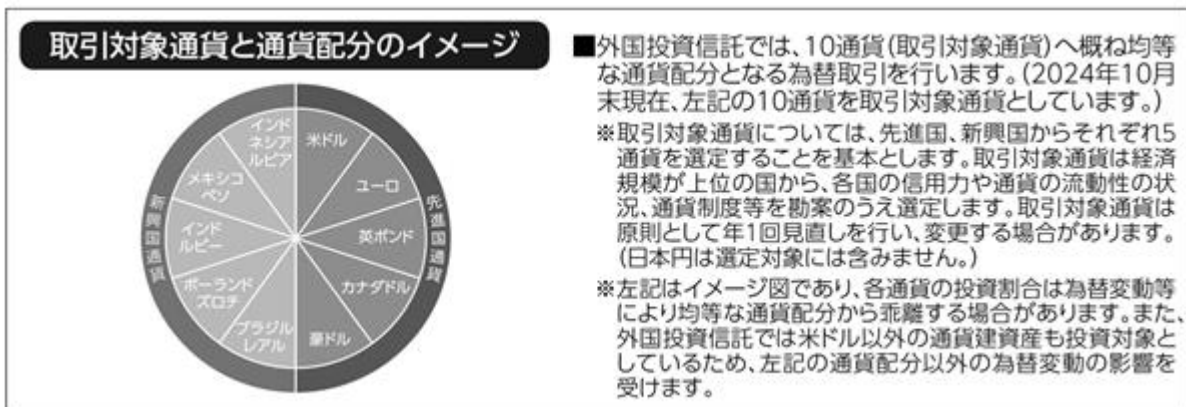 取引対象通貨と通貨配分のイメージ
インド
ネシア
ルピア
米ドル
メキシコ
ペソ
ユーロ
新興国通貨
インド
ルピー
英ポンド
先進国通貨
ポーランド
ズロチ
カナダドル
ブラジル
レアル
豪ドル
■外国投資信託では、10通貨(取引対象通貨)へ概ね均等
な通貨配分となる為替取引を行います。(2024年10月
末現在、左記の10通貨を取引対象通貨としています。)
※取引対象通貨については、先進国、新興国からそれぞれ5
通貨を選定することを基本とします。取引対象通貨は経済
規模が上位の国から、各国の信用力や通貨の流動性の状
況、通貨制度等を勘案のうえ選定します。取引対象通貨は
原則として年1回見直しを行い、変更する場合があります。
(日本円は選定対象には含みません。)
※左記はイメージ図であり、各通貨の投資割合は為替変動等
により均等な通貨配分から乖離する場合があります。また、
外国投資信託では米ドル以外の通貨建資産も投資対象と
しているため、左記の通貨配分以外の為替変動の影響を
受けます。